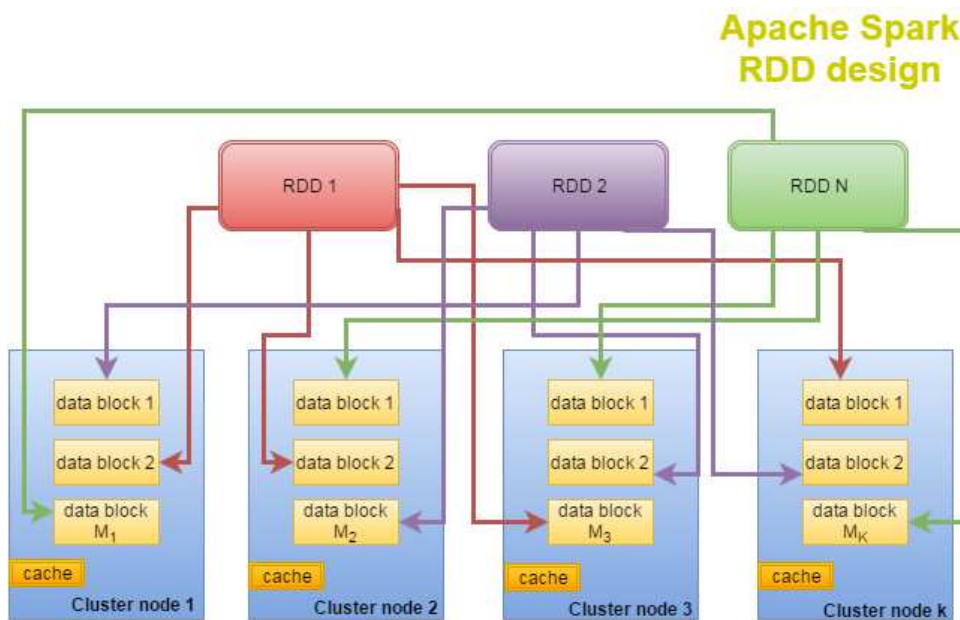 Apache Spark
RDD design
RDD 1
RDD 2
RDD N
data block 1
data block 2
data block
M₁
cache
Cluster node 1
data block 1
data block 2
data block
M₂
cache
Cluster node 2
data block 1
data block 2
data block
M₃
cache
Cluster node 3
data block 1
data block 2
data block
Mₖ
cache
Cluster node k